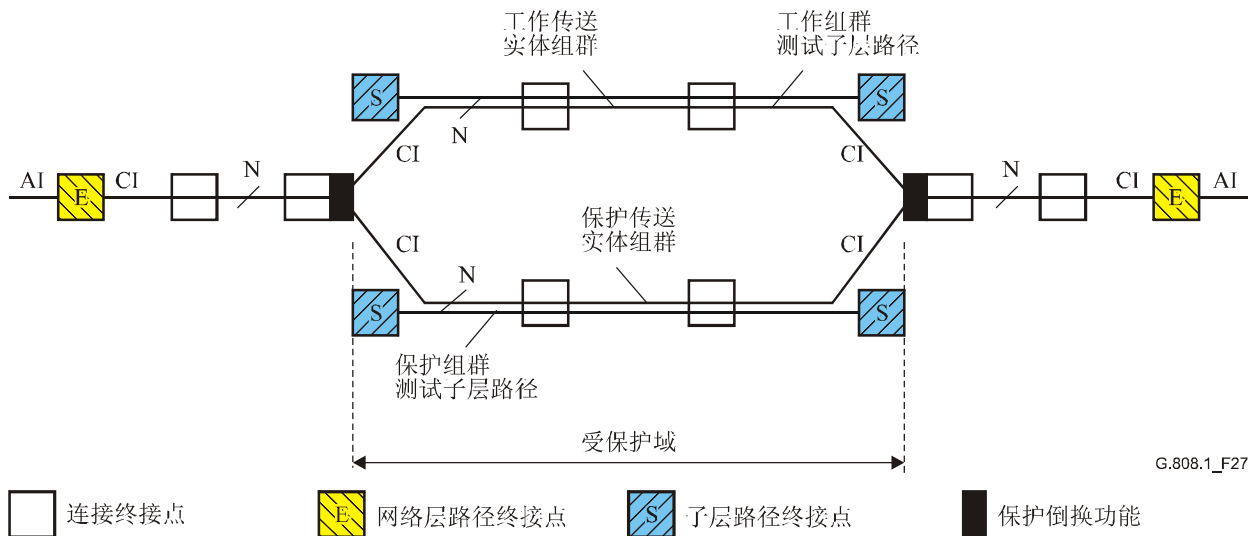 工作传送
实体组群
工作组群
测试子层路径
S
S
N
CI
CI
AI
E
CI
N
N
CI
E
AI
CI
CI
保护传送
实体组群
N
S
S
保护组群
测试子层路径
受保护域
G.808.1_F27
连接终接点
E
网络层路径终接点
S
了层路径终接点
保护倒换功能